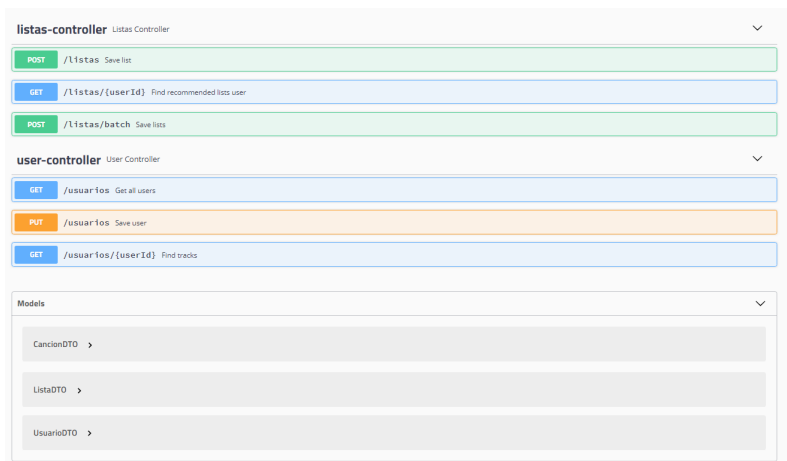 listas-controller Listas Controller
POST /listas Save list
GET /listas/{userId} Find recommended lists user
POST /listas/batch Save lists
user-controller User Controller
GET /usuarios Get all users
PUT /usuarios Save user
GET /usuarios/{userId} Find tracks
Models
CancionDTO
ListaDTO
UsuarioDTO